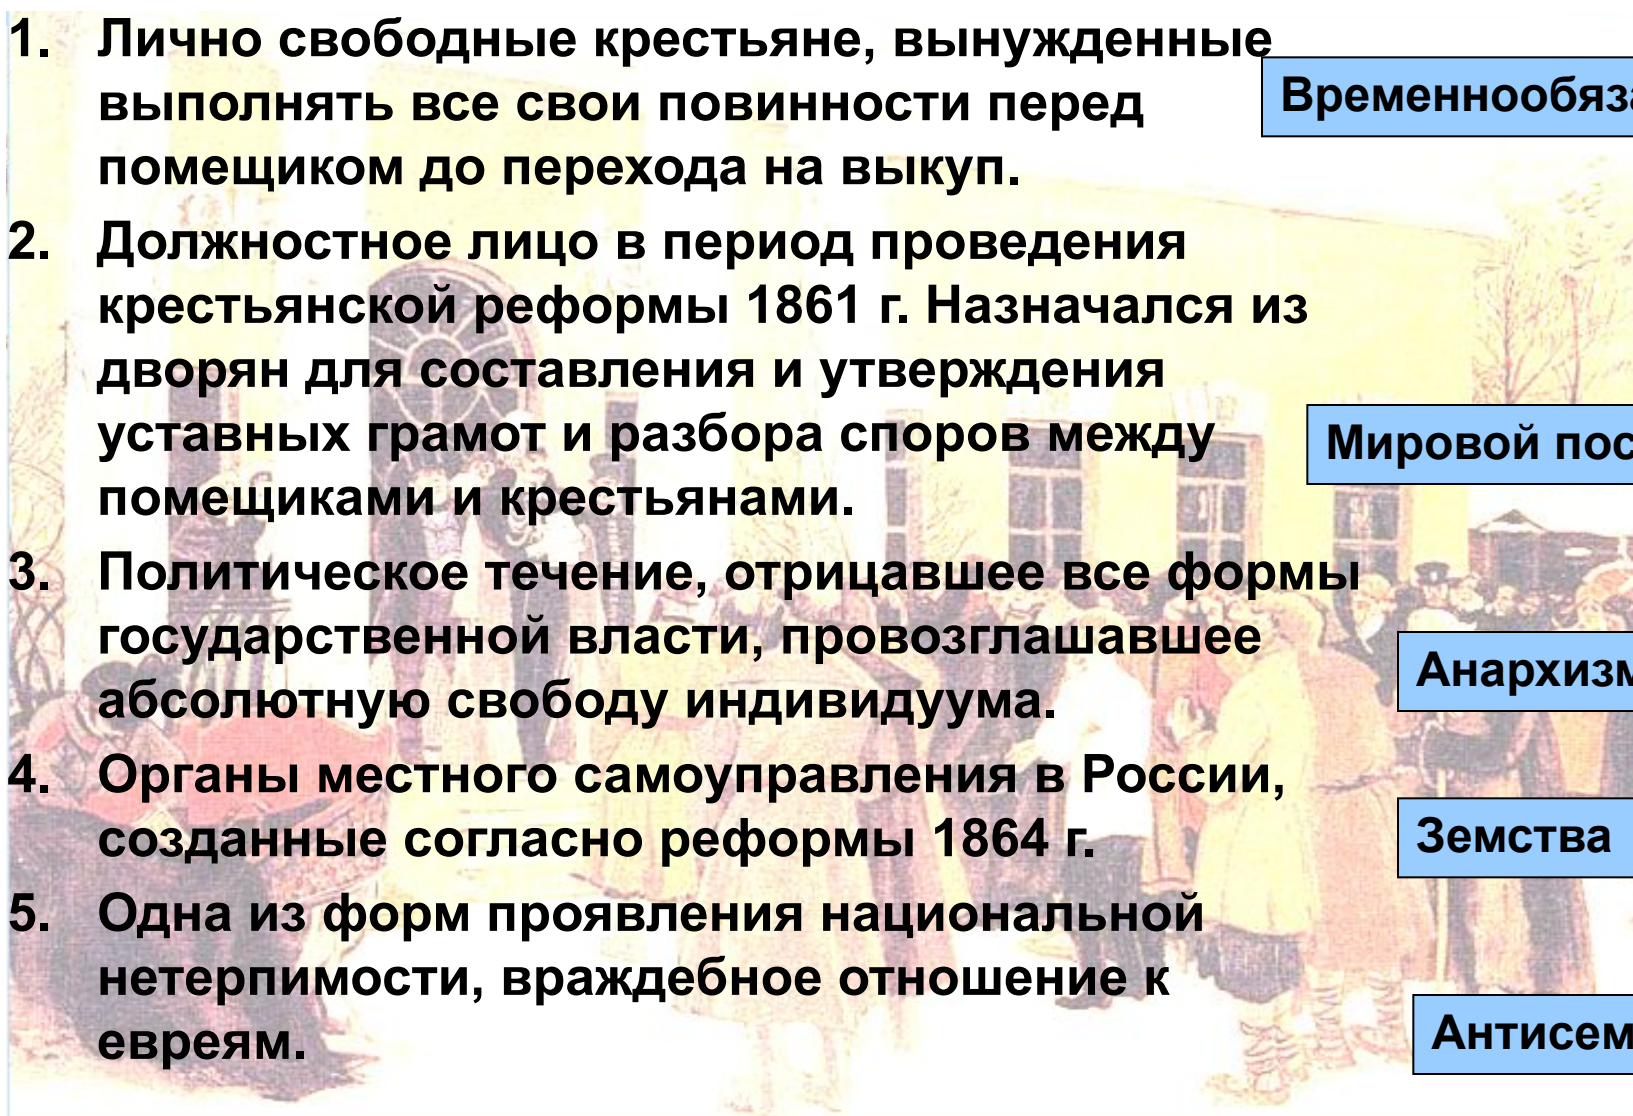 1. Лично свободные крестьяне, вынужденные
выполнять все свои повинности перед
помещиком до перехода на выкуп.
Временнообяза
2. Должностное лицо в период проведения
крестьянской реформы 1861 г. Назначался из
дворян для составления и утверждения
уставных грамот и разбора споров между
помещиками и крестьянами.
Мировой пос
3. Политическое течение, отрицавшее все формы
государственной власти, провозглашавшее
абсолютную свободу индивидуума.
Анархизм
4. Органы местного самоуправления в России,
созданные согласно реформы 1864 г.
Земства
5. Одна из форм проявления национальной
нетерпимости, враждебное отношение к
евреям.
Антисем